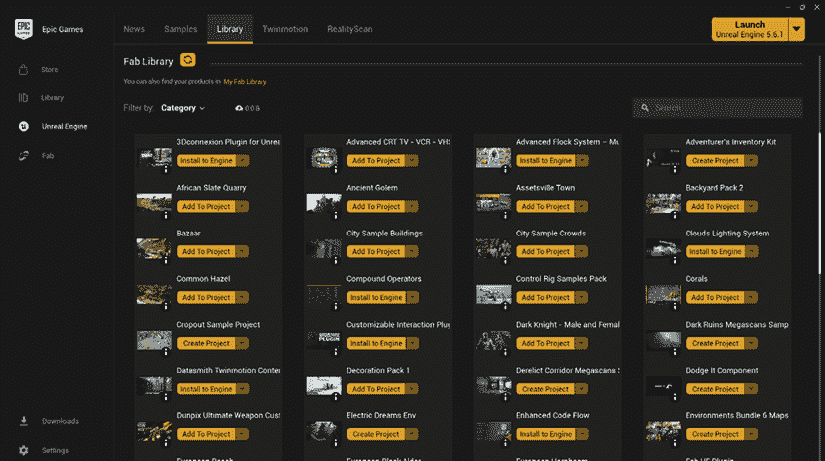 EPIC GAMES
Epic Games
News Samples Library Twinmotion RealityScan
Launch
Unreal Engine 5.6.1
Store
Library
Unreal Engine
Fab
Downloads
Settings
Fab Library
You can also find your products in My Fab Library
Filter by: Category
Search
3Dconnexion Plugin for Unre
Install to Engine
Advanced CRT TV - VCR - VHS
Add To Project
Advanced Flock System – Mu
Install to Engine
Adventurer's Inventory Kit
Create Project
African Slate Quarry
Add To Project
Ancient Golem
Add To Project
Assetsville Town
Add To Project
Backyard Pack 2
Add To Project
Bazaar
Add To Project
City Sample Buildings
Add To Project
City Sample Crowds
Add To Project
Clouds Lighting System
Install to Engine
Common Hazel
Add To Project
Compound Operators
Install to Engine
Control Rig Samples Pack
Add To Project
Corals
Add To Project
Cropout Sample Project
Create Project
Customizable Interaction Plug
Install to Engine
Dark Knight - Male and Femal
Add To Project
Dark Ruins Megascans Samp
Create Project
Datasmith Twinmotion Conten
Install to Engine
Decoration Pack 1
Add To Project
Derelict Corridor Megascans S
Create Project
Dodge It Component
Create Project
Dunpix Ultimate Weapon Cust
Add To Project
Electric Dreams Env
Create Project
Enhanced Code Flow
Install to Engine
Environments Bundle 6 Maps
Create Project